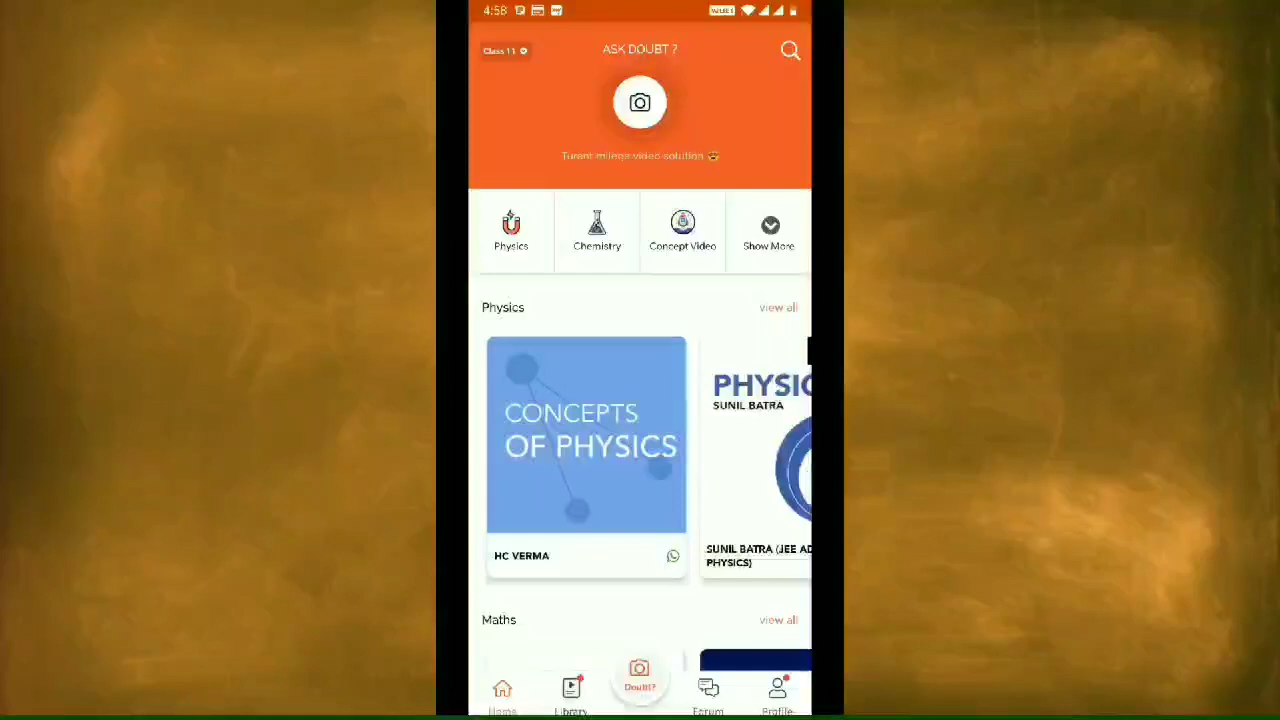 4:58
VoLTE
Class 11
ASK DOUBT ?
Turant milega video solution
Physics
Chemistry
Concept Video
Show More
Physics
view all
CONCEPTS
OF PHYSICS
HC VERMA
PHYSIC
SUNIL BATRA
SUNIL BATRA (JEE AD
PHYSICS)
Maths
view all
Home
Library
Doubt?
Forum
Profile